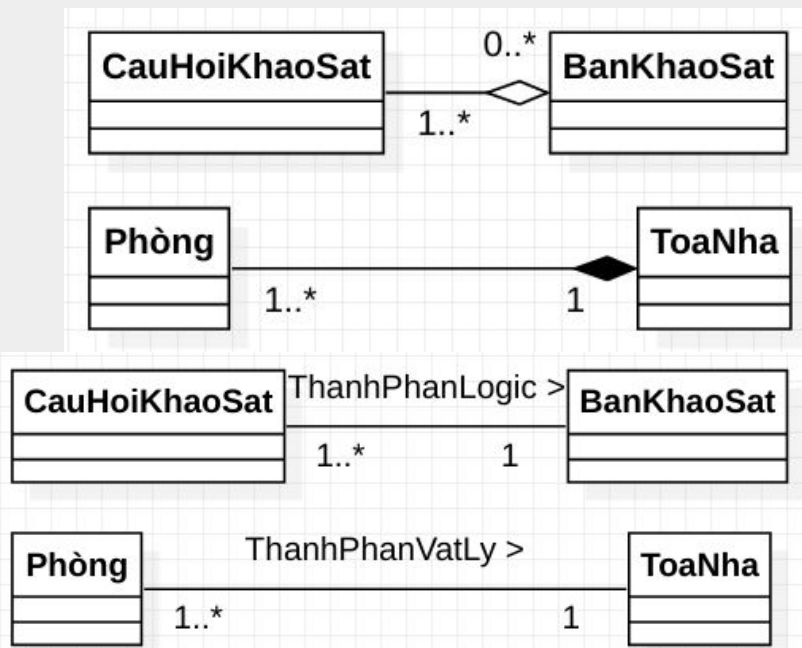 0..*
CauHoiKhaoSat BanKhaoSat
1..*
Phòng ToaNha
1..* 1
ThanhPhanLogic >
CauHoiKhaoSat BanKhaoSat
1..* 1
ThanhPhanVatLy >
Phòng ToaNha
1..* 1